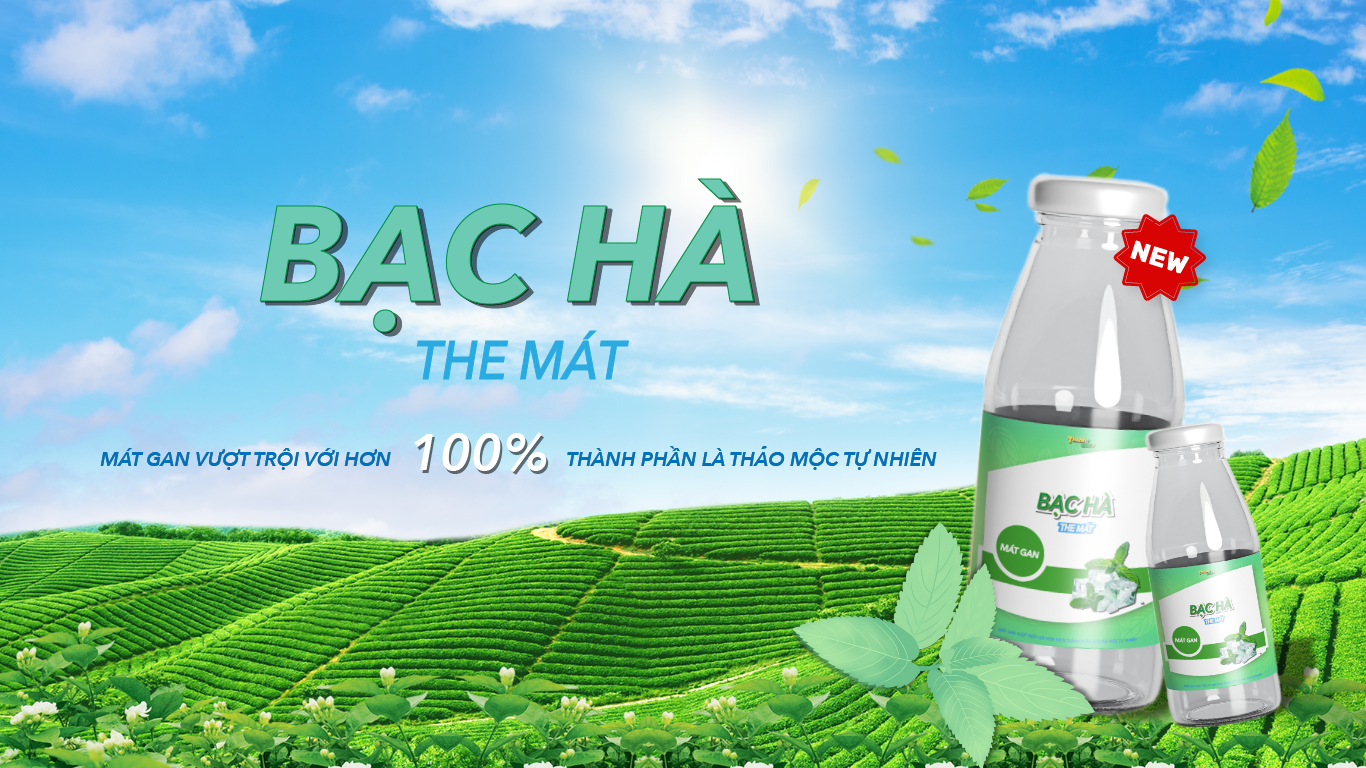 BẠC HÀ
THE MÁT
MÁT GAN VƯỢT TRỘI VỚI HƠN 100% THÀNH PHẦN LÀ THẢO MỘC TỰ NHIÊN
NEW
BẠC HÀ
THE MÁT
MÁT GAN
BẠC HÀ
THE MÁT
MÁT GAN